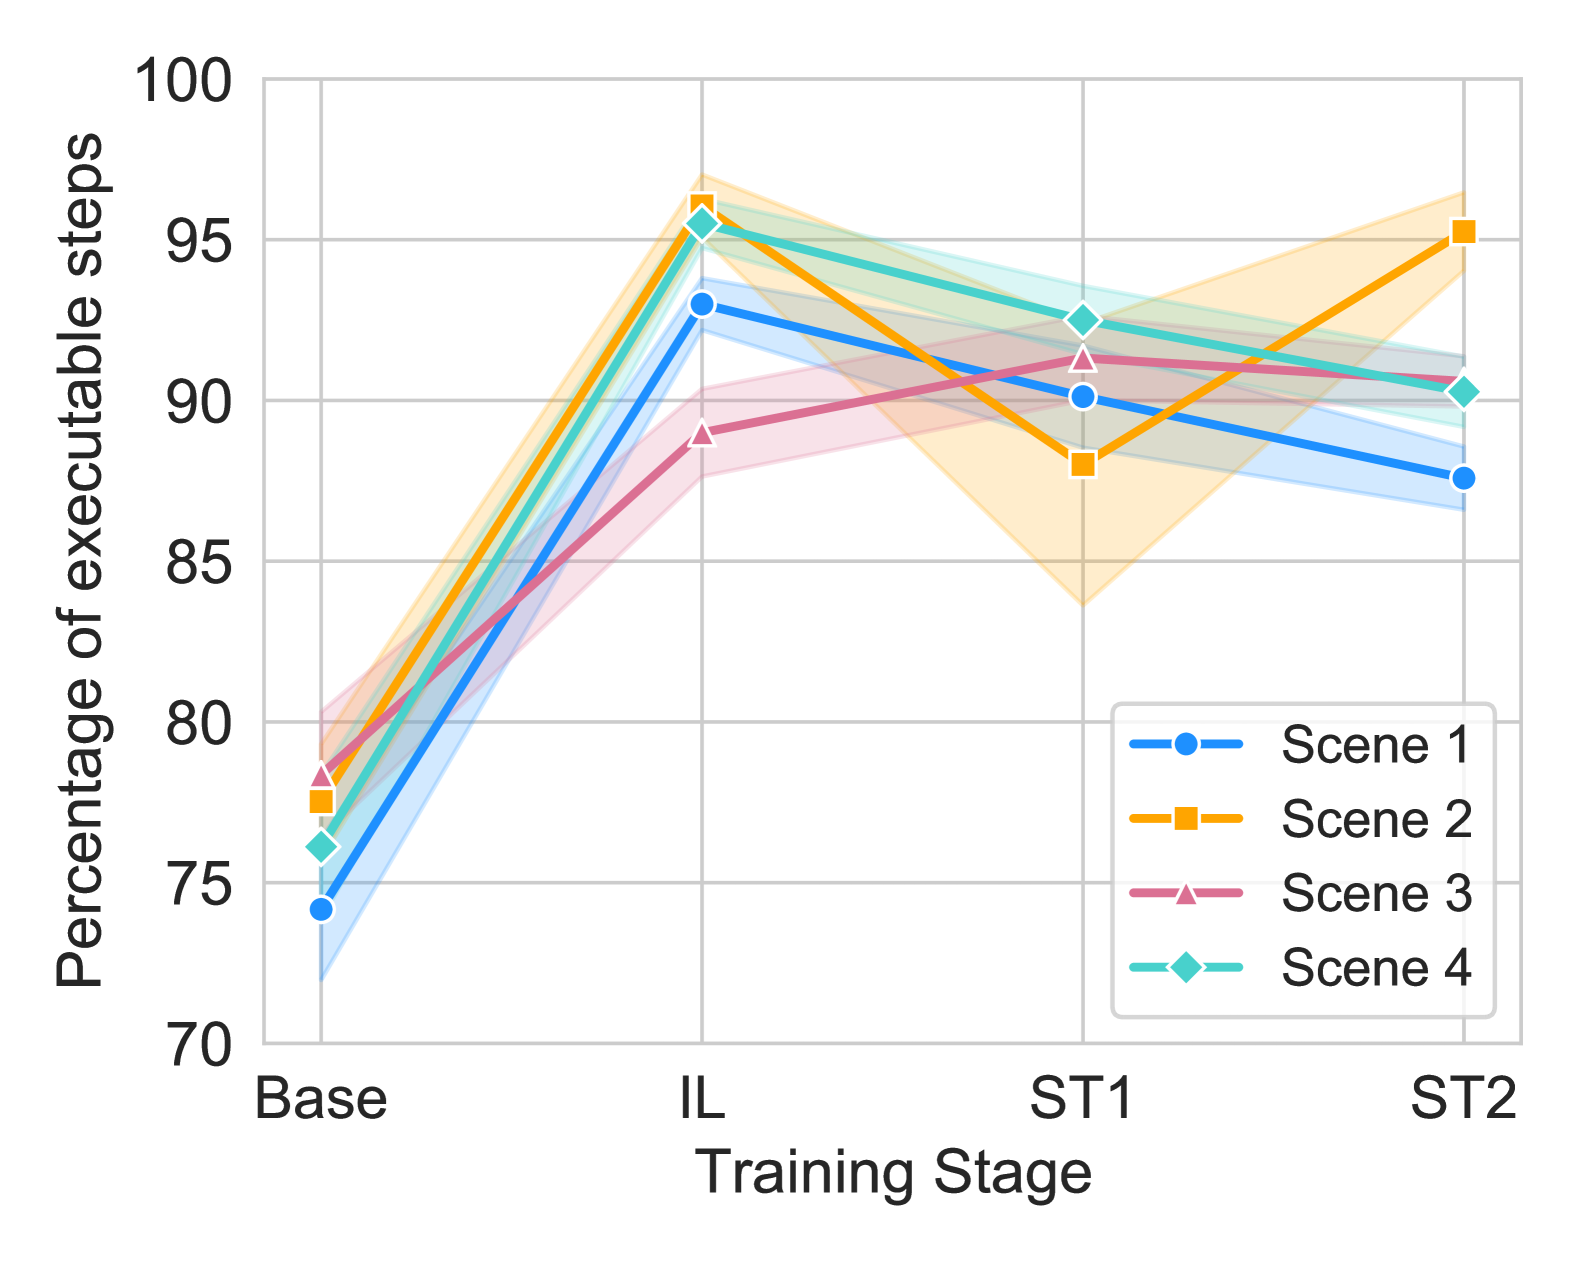 100
95
90
85
80
75
70
Percentage of executable steps
Base IL ST1 ST2
Training Stage
Scene 1
Scene 2
Scene 3
Scene 4